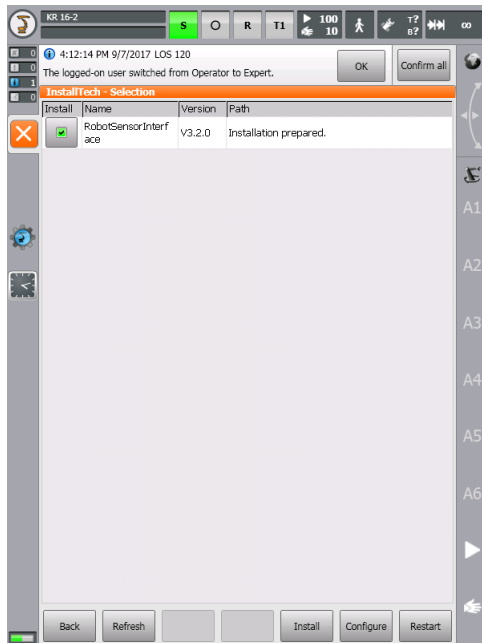 KR 16-2
S
O
R
T1
100
10
T?
B?
∞
0
0
1
0
4:12:14 PM 9/7/2017 LOS 120
The logged-on user switched from Operator to Expert.
OK
Confirm all
InstallTech - Selection
Install Name Version Path
RobotSensorInterf
ace
V3.2.0
Installation prepared.
A1
A2
A3
A4
A5
A6
Back
Refresh
Install
Configure
Restart